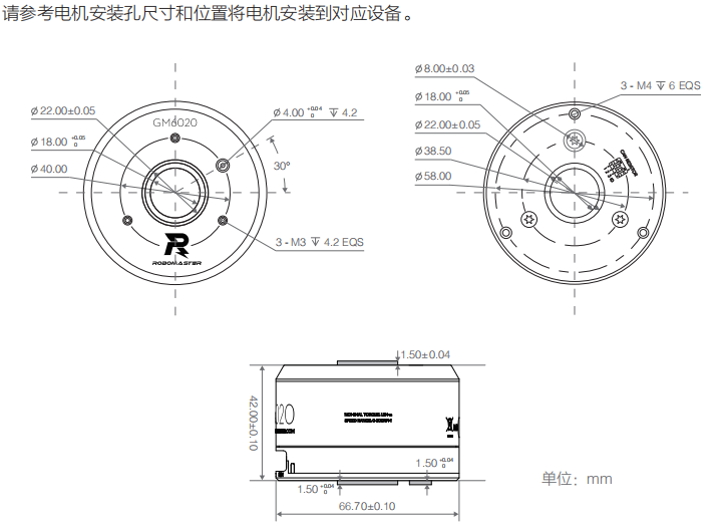 请参考电机安装孔尺寸和位置将电机安装到对应设备。
⌀8.00±0.03
3 - M4 ↧ 6 EQS
⌀18.00 +0.05 0
⌀22.00±0.05
⌀38.50
⌀58.00
⌀22.00±0.05
⌀18.00 +0.05 0
⌀40.00
GM6020
⌀4.00 +0.04 0 ↧ 4.2
30°
3 - M3 ↧ 4.2 EQS
ROBOMASTER
1.50±0.04
42.00±0.10
020
1.50 +0.04 0
1.50 +0.04 0
66.70±0.10
单位：mm